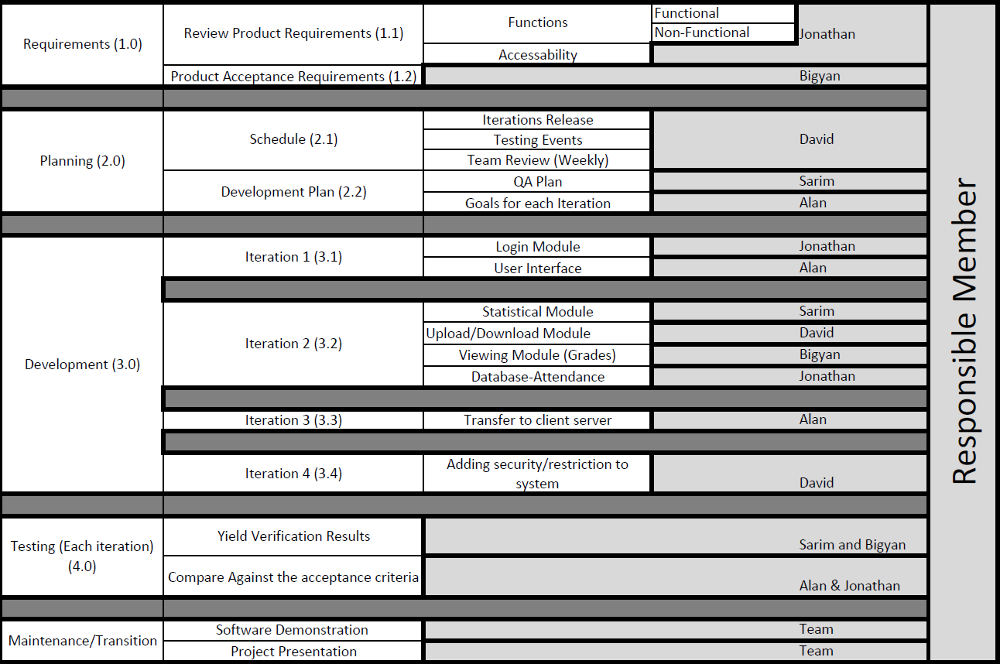 Requirements (1.0)
Review Product Requirements (1.1)
Functions
Functional
Non-Functional
Jonathan
Accessability
Product Acceptance Requirements (1.2)
Bigyan
Planning (2.0)
Schedule (2.1)
Iterations Release
Testing Events
Team Review (Weekly)
David
Development Plan (2.2)
QA Plan
Sarim
Goals for each Iteration
Alan
Development (3.0)
Iteration 1 (3.1)
Login Module
Jonathan
User Interface
Alan
Iteration 2 (3.2)
Statistical Module
Sarim
Upload/Download Module
David
Viewing Module (Grades)
Bigyan
Database-Attendance
Jonathan
Iteration 3 (3.3)
Transfer to client server
Alan
Iteration 4 (3.4)
Adding security/restriction to
system
David
Testing (Each iteration)
(4.0)
Yield Verification Results
Sarim and Bigyan
Compare Against the acceptance criteria
Alan & Jonathan
Maintenance/Transition
Software Demonstration
Team
Project Presentation
Team
Responsible Member